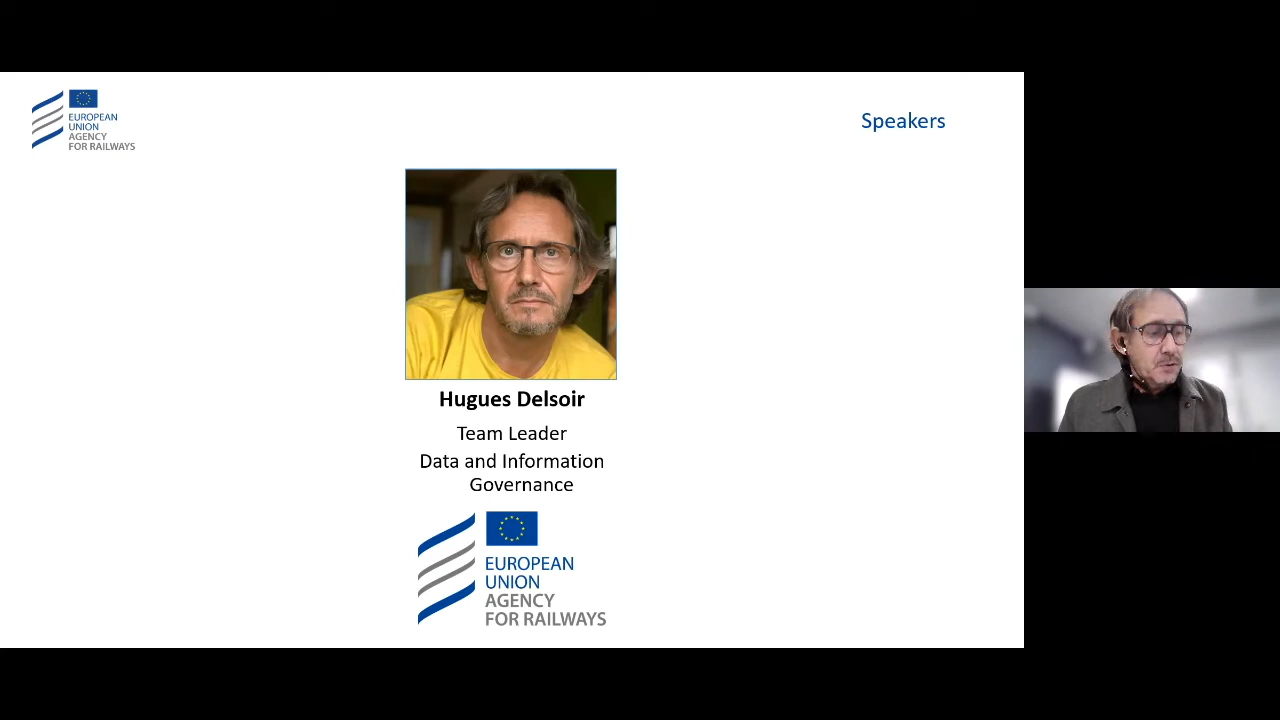 EUROPEAN
UNION
AGENCY
FOR RAILWAYS
Speakers
Hugues Delsoir
Team Leader
Data and Information
Governance
EUROPEAN
UNION
AGENCY
FOR RAILWAYS